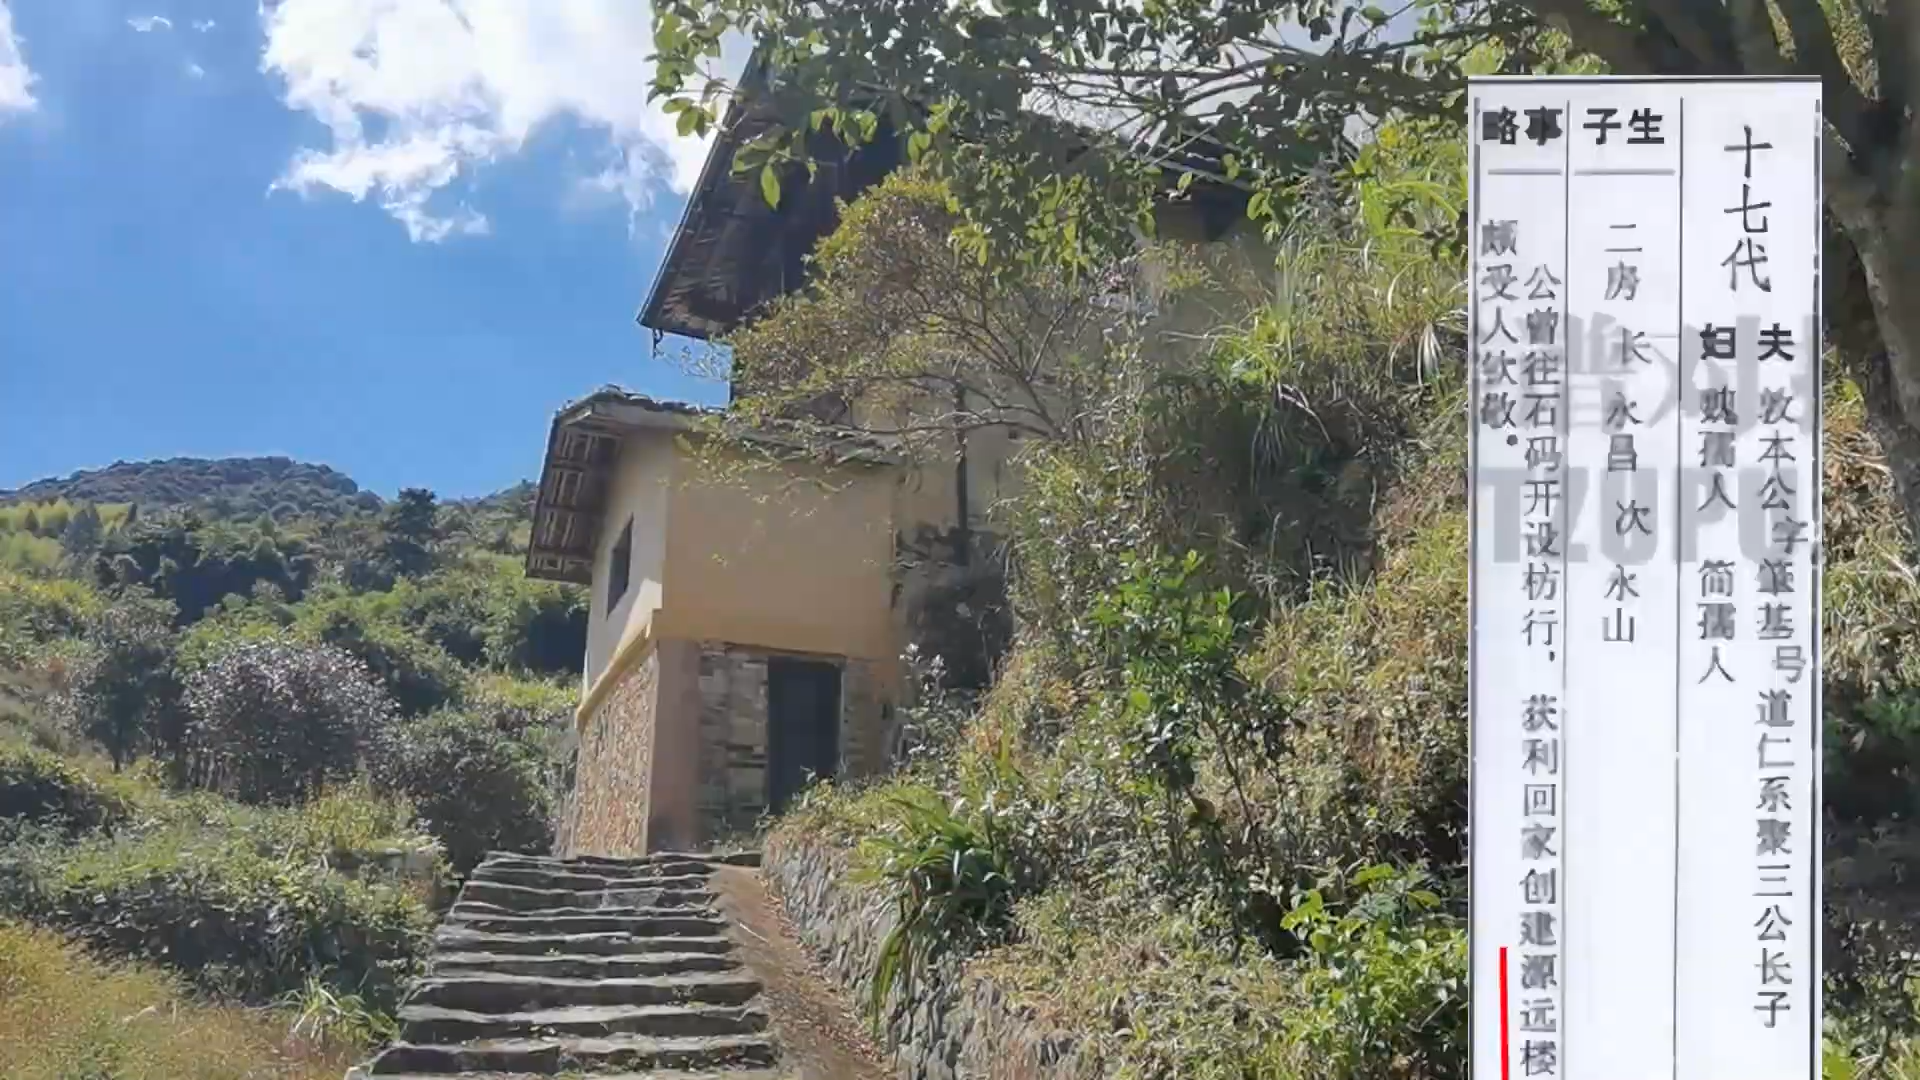 十七代
夫 敦本公字肇基号道仁系聚三公长子
妇 魏孺人 简孺人
生子
二房 长永昌 次永山
事略
公曾往石码开设枋行，获利回家创建源远楼
颇受人钦敬。
TZUPU